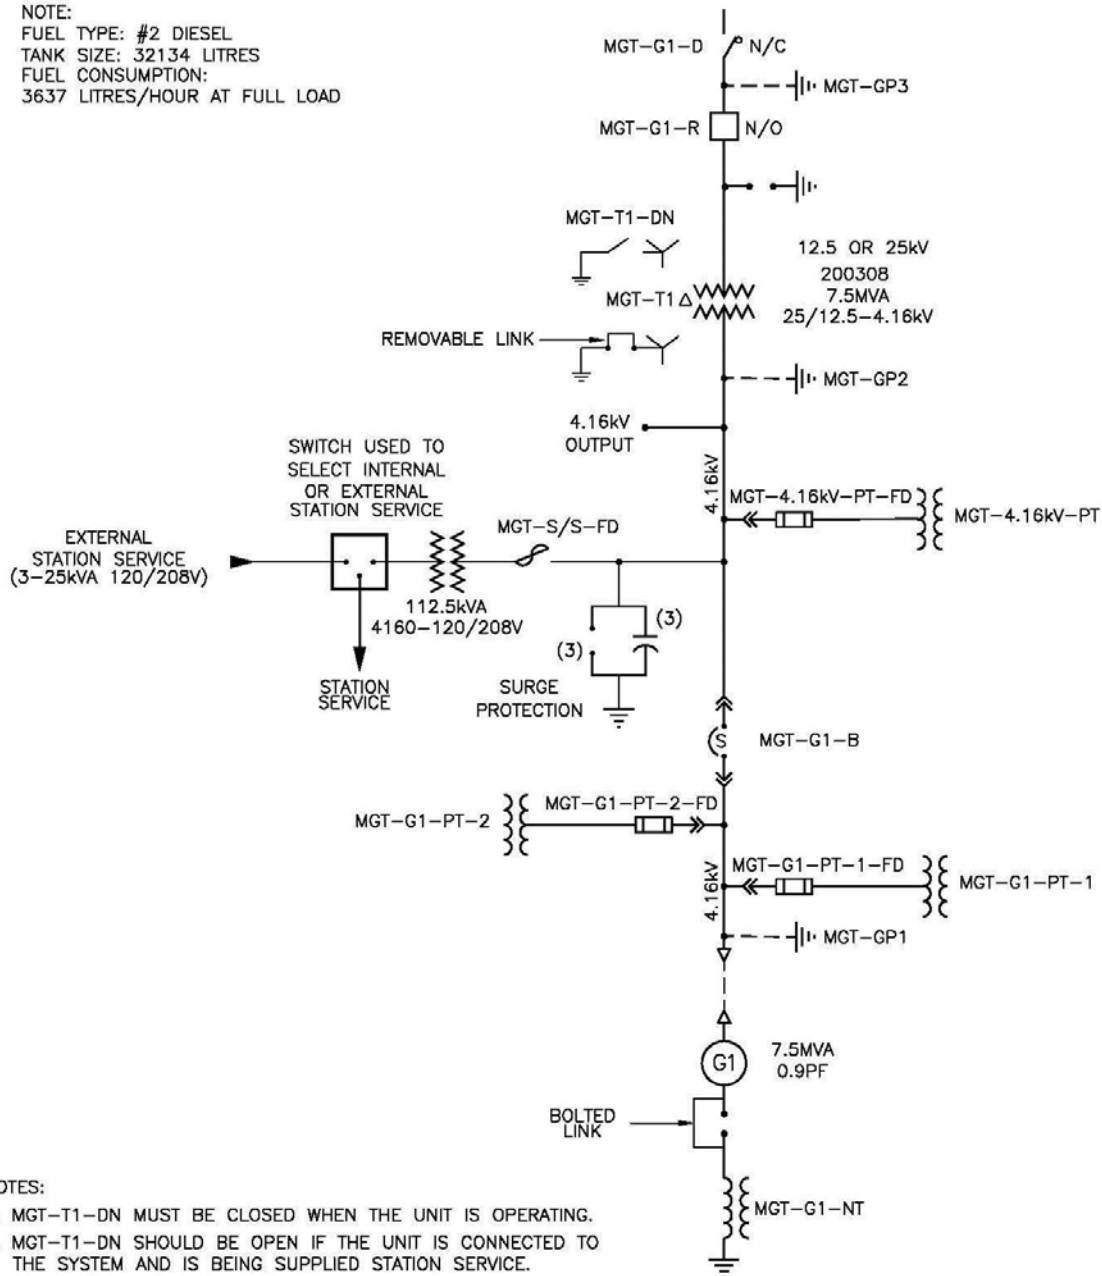 NOTE:
FUEL TYPE: #2 DIESEL
TANK SIZE: 32134 LITRES
FUEL CONSUMPTION:
3637 LITRES/HOUR AT FULL LOAD
MGT-G1-D
N/C
MGT-GP3
MGT-G1-R
N/O
MGT-T1-DN
12.5 OR 25kV
200308
7.5MVA
25/12.5-4.16kV
MGT-T1
REMOVABLE LINK
MGT-GP2
4.16kV
OUTPUT
4.16kV
MGT-4.16kV-PT-FD
MGT-4.16kV-PT
SWITCH USED TO
SELECT INTERNAL
OR EXTERNAL
STATION SERVICE
MGT-S/S-FD
EXTERNAL
STATION SERVICE
(3-25kVA 120/208V)
112.5kVA
4160-120/208V
(3)
(3)
STATION
SERVICE
SURGE
PROTECTION
S
MGT-G1-B
MGT-G1-PT-2
MGT-G1-PT-2-FD
4.16kV
MGT-G1-PT-1-FD
MGT-G1-PT-1
MGT-GP1
G1
7.5MVA
0.9PF
BOLTED
LINK
MGT-G1-NT
OTES:
MGT-T1-DN MUST BE CLOSED WHEN THE UNIT IS OPERATING.
MGT-T1-DN SHOULD BE OPEN IF THE UNIT IS CONNECTED TO
THE SYSTEM AND IS BEING SUPPLIED STATION SERVICE.